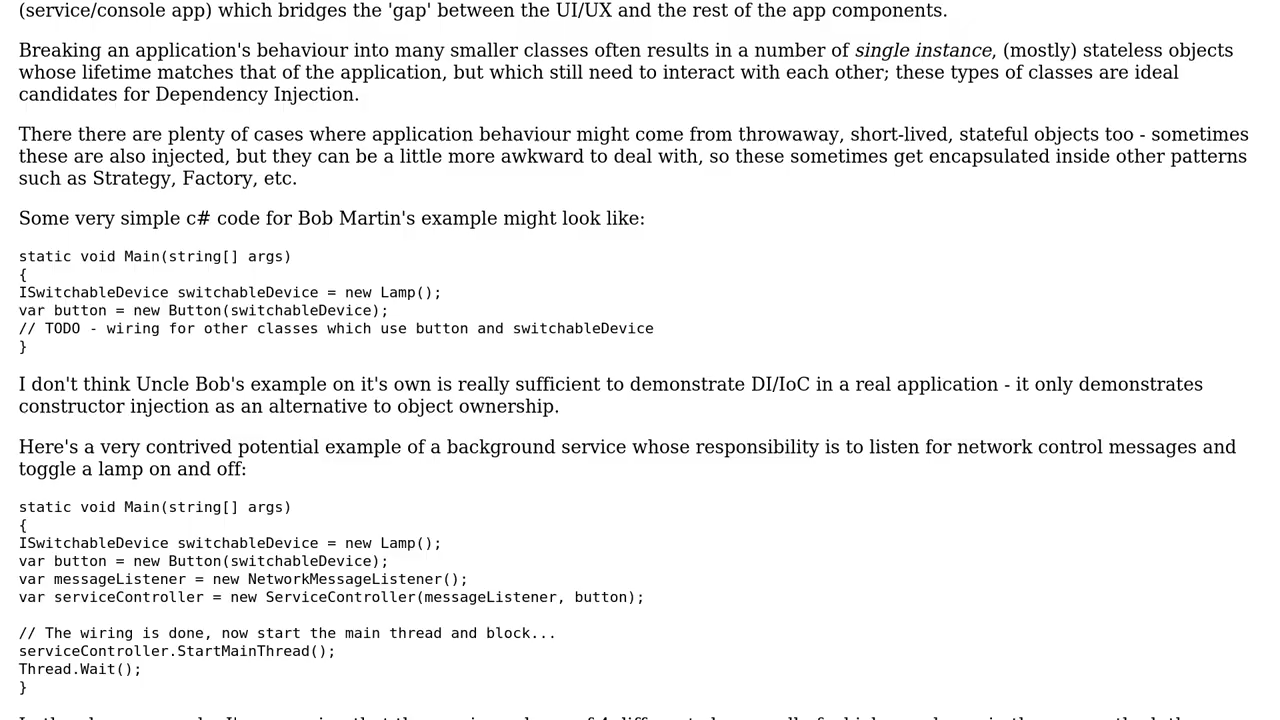 (service/console app) which bridges the 'gap' between the UI/UX and the rest of the app components.
Breaking an application's behaviour into many smaller classes often results in a number of single instance, (mostly) stateless objects
whose lifetime matches that of the application, but which still need to interact with each other; these types of classes are ideal
candidates for Dependency Injection.
There there are plenty of cases where application behaviour might come from throwaway, short-lived, stateful objects too - sometimes
these are also injected, but they can be a little more awkward to deal with, so these sometimes get encapsulated inside other patterns
such as Strategy, Factory, etc.
Some very simple c# code for Bob Martin's example might look like:
static void Main(string[] args)
{
ISwitchableDevice switchableDevice = new Lamp();
var button = new Button(switchableDevice);
// TODO - wiring for other classes which use button and switchableDevice
}
I don't think Uncle Bob's example on it's own is really sufficient to demonstrate DI/IoC in a real application - it only demonstrates
constructor injection as an alternative to object ownership.
Here's a very contrived potential example of a background service whose responsibility is to listen for network control messages and
toggle a lamp on and off:
static void Main(string[] args)
{
ISwitchableDevice switchableDevice = new Lamp();
var button = new Button(switchableDevice);
var messageListener = new NetworkMessageListener();
var serviceController = new ServiceController(messageListener, button);
// The wiring is done, now start the main thread and block...
serviceController.StartMainThread();
Thread.Wait();
}